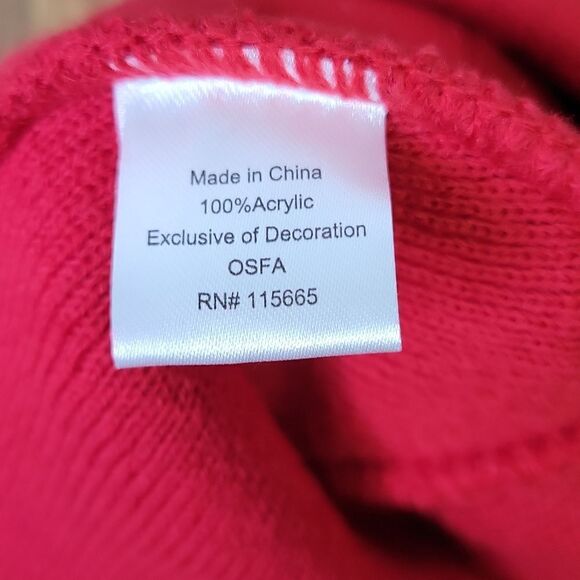 Made in China
100%Acrylic
Exclusive of Decoration
OSFA
RN# 115665